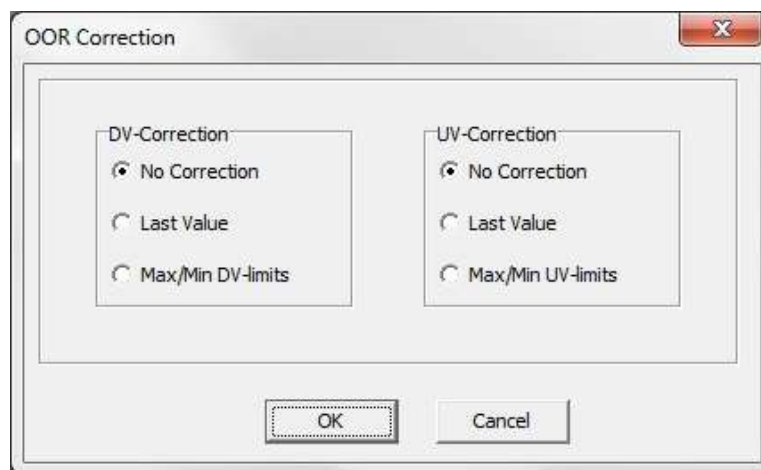 OOR Correction
DV-Correction
No Correction
Last Value
Max/Min DV-limits
UV-Correction
No Correction
Last Value
Max/Min UV-limits
OK
Cancel